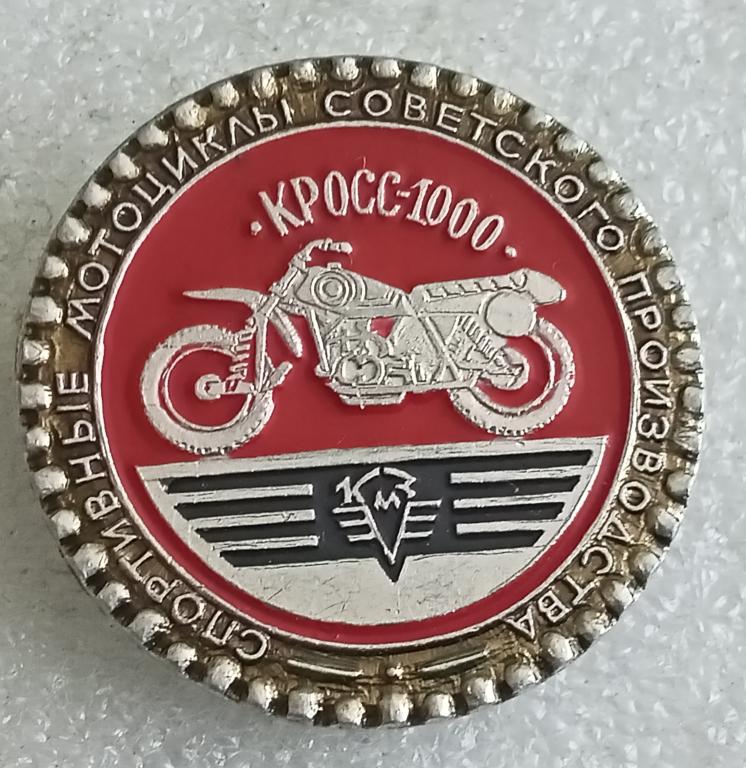 СПОРТИВНЫЕ МОТОЦИКЛЫ СОВЕТСКОГО ПРОИЗВОДСТВА
·КРОСС-1000·
КМЗ